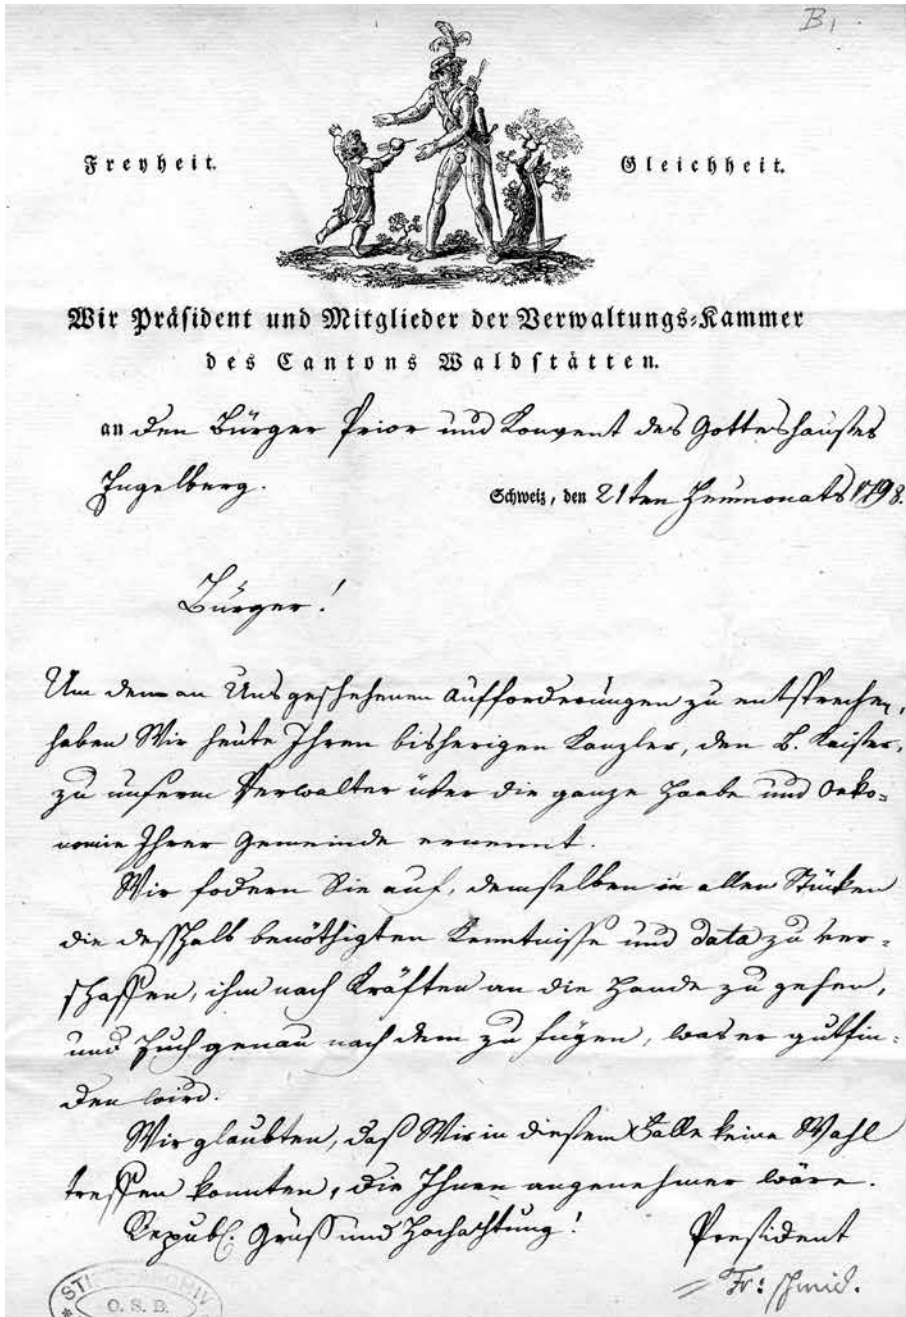 B1
Freyheit.
Gleichheit.
Wir Präsident und Mitglieder der Verwaltungs-Kammer
des Cantons Waldstätten.
an den Bürger Prior und Konvent des Gotteshauses
Engelberg.
Schweiz, den 21ten Heumonats 1798.
Bürger!
Um den an Uns geschehenen Aufforderungen zu entsprechen,
haben Wir heute Ihren bisherigen Kanzler, den B. Keiser,
zu unserm Verwalter über die ganze Haabe und Oeko-
nomie Ihrer Gemeinde ernennt.
Wir fodern Sie auf, demselben in allen Stücken
die desshalb benöthigten Kenntnisse und data zu ver-
schaffen, ihm nach Kräften an die Hande zu gehen,
und Euch genau nach dem zu fügen, was er gutfin-
den wird.
Wir glaubten, daß Wir in diesem Falle keine Wahl
treffen konnten, die Ihnen angenehmer wäre.
Republ. Gruß und Hochachtung!
President
Fr: schmid.
STIFTSARCHIV
O. S. B.